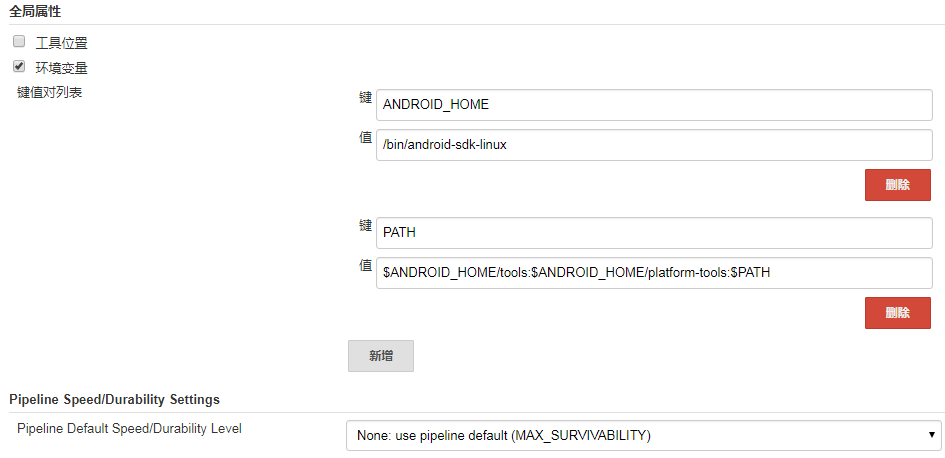 全局属性
工具位置
环境变量
键值对列表
键 ANDROID_HOME
值 /bin/android-sdk-linux
删除
键 PATH
值 $ANDROID_HOME/tools:$ANDROID_HOME/platform-tools:$PATH
删除
新增
Pipeline Speed/Durability Settings
Pipeline Default Speed/Durability Level None: use pipeline default (MAX_SURVIVABILITY)